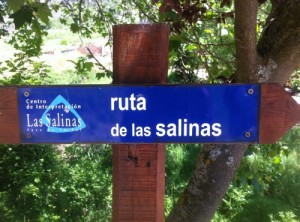 Centro
de Interpretación
Las Salinas
ruta
de las salinas